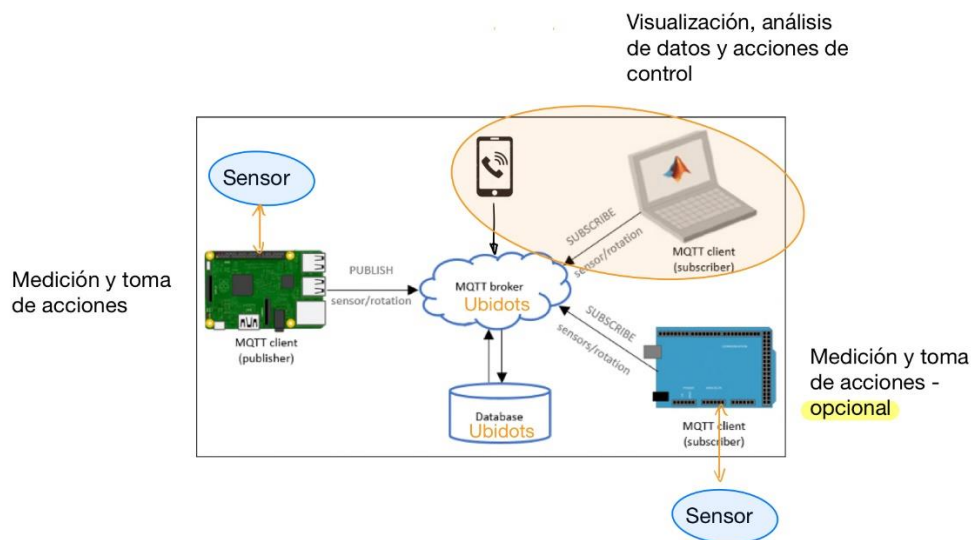 Visualización, análisis
de datos y acciones de
control
Sensor
Medición y toma
de acciones
PUBLISH
sensor/rotation
MQTT client
(publisher)
MQTT broker
Ubidots
SUBSCRIBE
sensor/rotation
MQTT client
(subscriber)
SUBSCRIBE
sensors/rotation
Database
Ubidots
MQTT client
(subscriber)
Medición y toma
de acciones -
opcional
Sensor